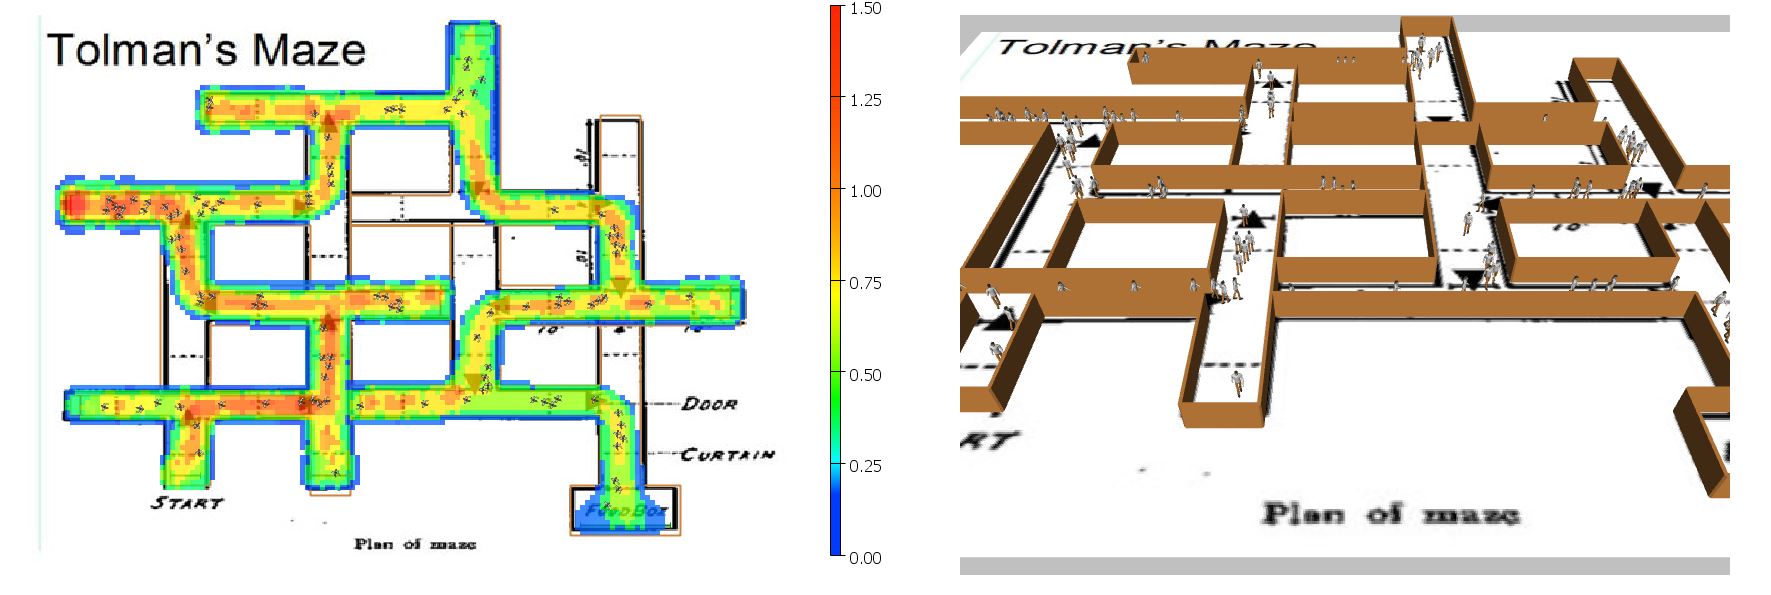 Tolman's Maze
START
DOOR
CURTAIN
FOOD BOX
Plan of maze
1.50
1.25
1.00
0.75
0.50
0.25
0.00
Tolman's Maze
RT
Plan of maze